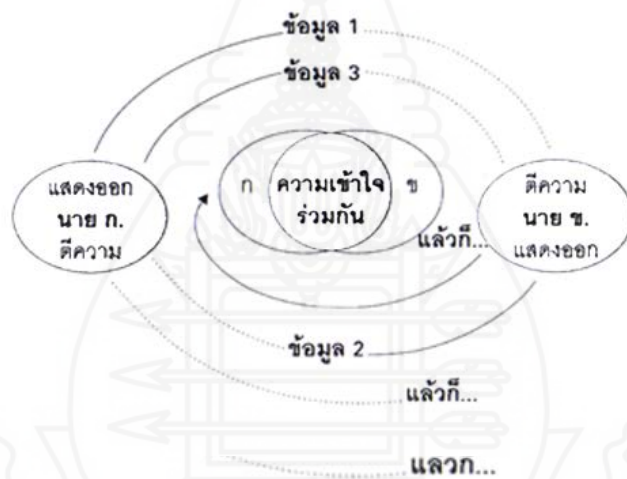 ข้อมูล 1
ข้อมูล 3
แสดงออก
นาย ก.
ตีความ
ก
ความเข้าใจ
ร่วมกัน
ข
ตีความ
นาย ข.
แสดงออก
แล้วก็...
ข้อมูล 2
แล้วก็...
แลวก...